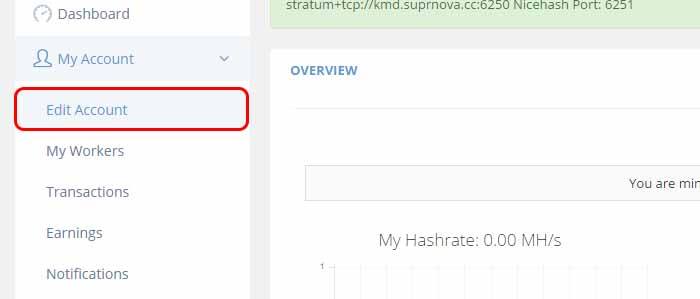 Dashboard
My Account
Edit Account
My Workers
Transactions
Earnings
Notifications
stratum+tcp://kmd.suprnova.cc:6250 Nicehash Port: 6251
OVERVIEW
You are
My Hashrate: 0.00 MH/s
1